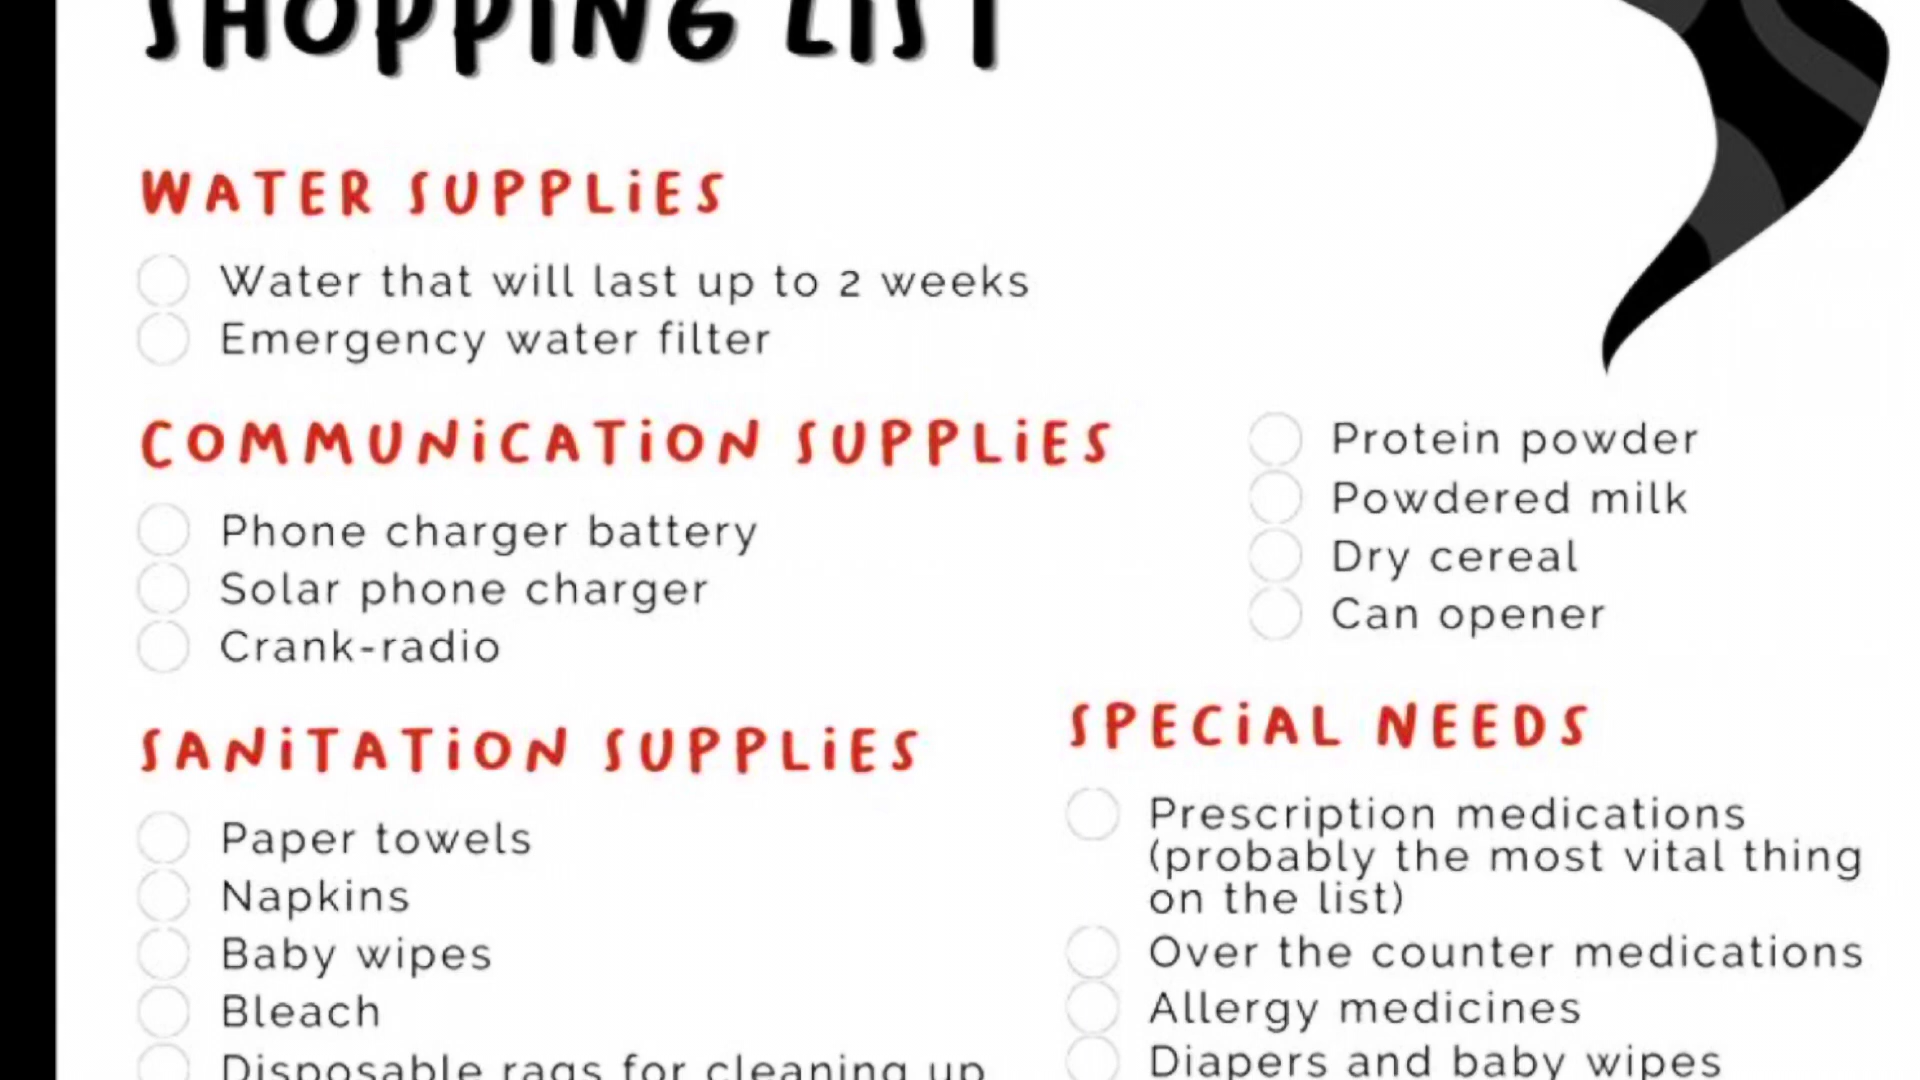 SHOPPING LIST
WATER SUPPLIES
Water that will last up to 2 weeks
Emergency water filter
COMMUNICATION SUPPLIES
Phone charger battery
Solar phone charger
Crank-radio
SANITATION SUPPLIES
Paper towels
Napkins
Baby wipes
Bleach
Disposable rags for cleaning up
Protein powder
Powdered milk
Dry cereal
Can opener
SPECIAL NEEDS
Prescription medications
(probably the most vital thing
on the list)
Over the counter medications
Allergy medicines
Diapers and baby wipes